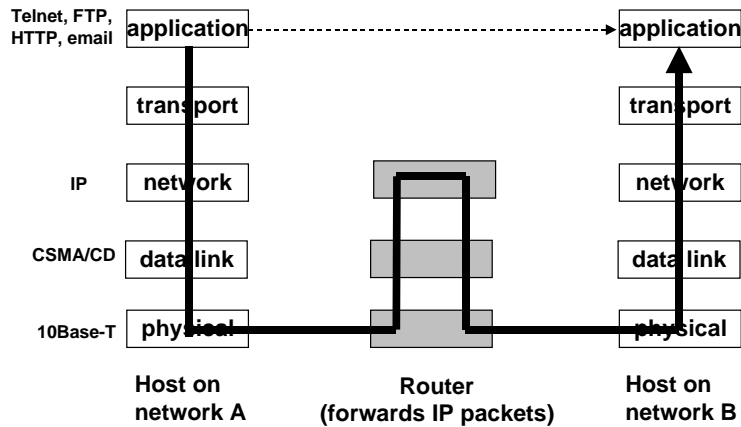 Telnet, FTP,
HTTP, email
application
application
transport
transport
IP
network
network
CSMA/CD
data link
data link
10Base-T
physical
physical
Host on
network A
Router
(forwards IP packets)
Host on
network B